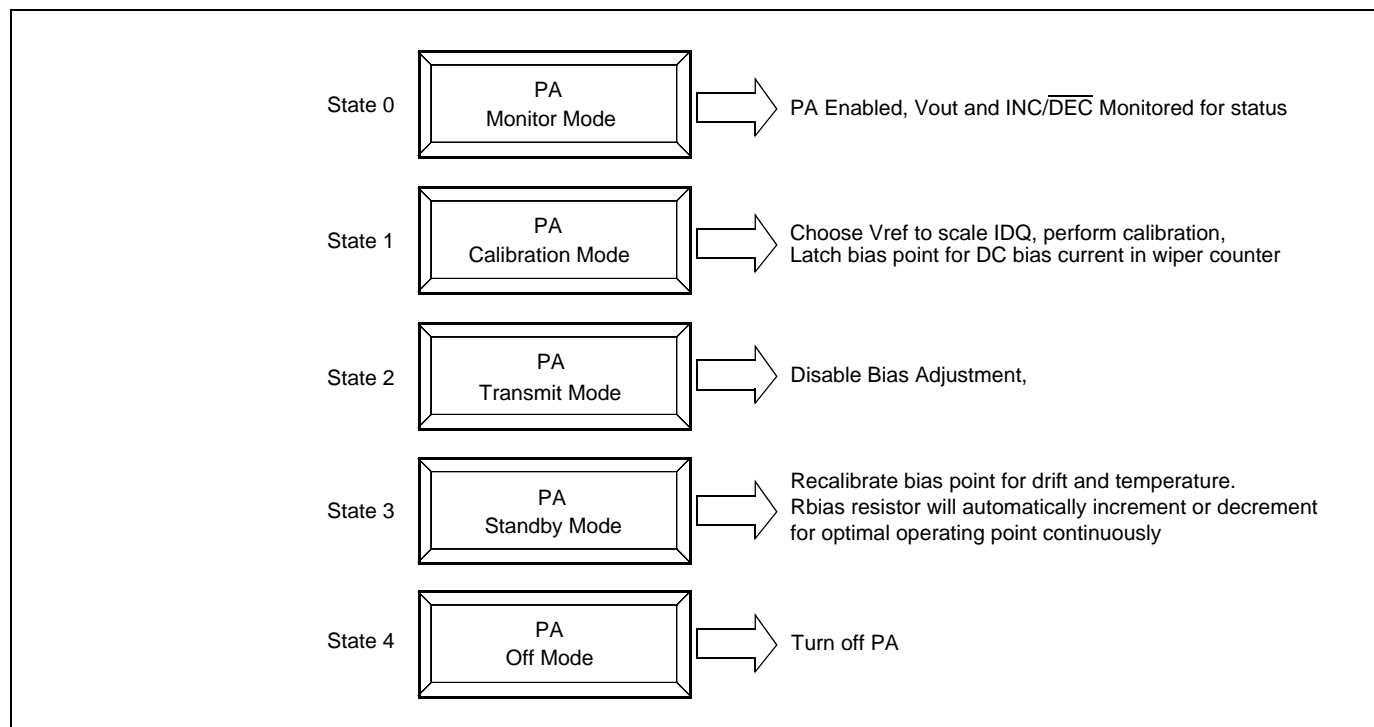 State 0
PA
Monitor Mode
PA Enabled, Vout and INC/D̅E̅C̅ Monitored for status
State 1
PA
Calibration Mode
Choose Vref to scale IDQ, perform calibration,
Latch bias point for DC bias current in wiper counter
State 2
PA
Transmit Mode
Disable Bias Adjustment,
State 3
PA
Standby Mode
Recalibrate bias point for drift and temperature.
Rbias resistor will automatically increment or decrement
for optimal operating point continuously
State 4
PA
Off Mode
Turn off PA